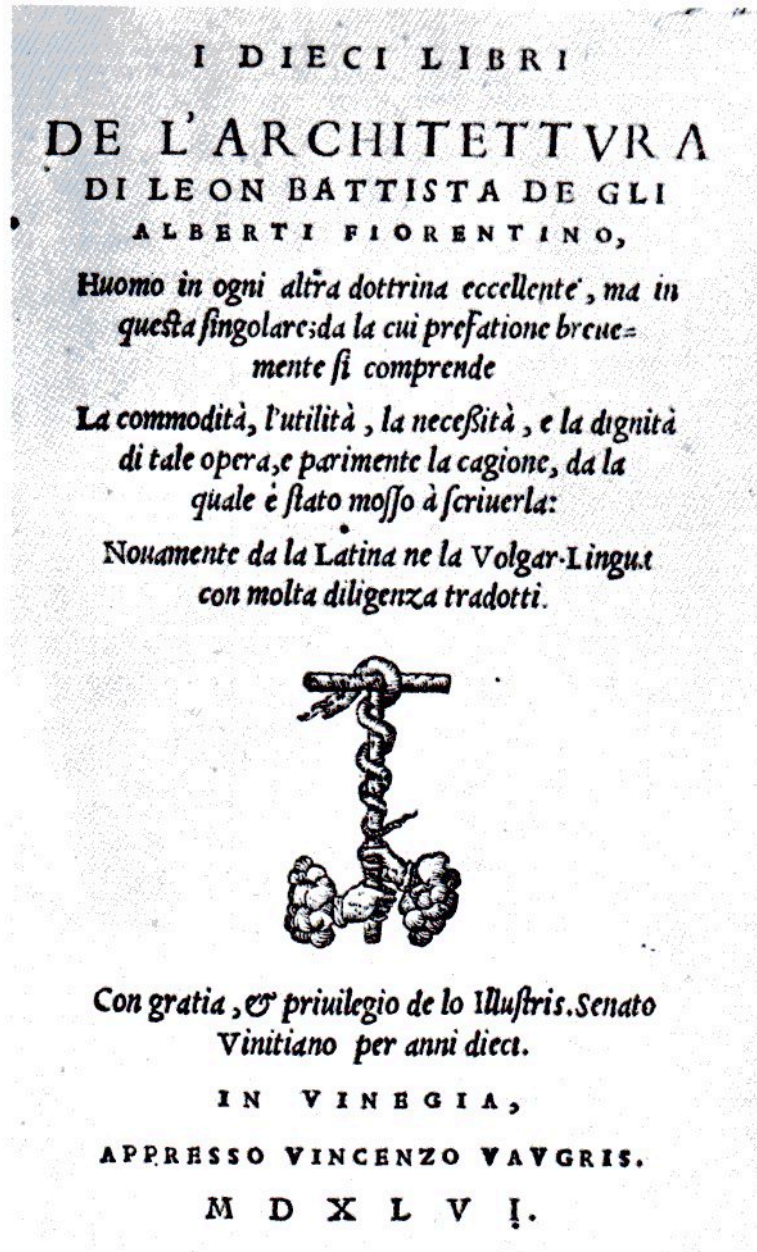 I DIECI LIBRI
DE L'ARCHITETTVRA
DI LEON BATTISTA DE GLI
ALBERTI FIORENTINO,
Huomo in ogni altra dottrina eccellente, ma in
queſta ſingolare; da la cui prefatione breue=
mente ſi comprende
La commodità, l'utilità, la neceßità, e la dignità
di tale opera, e parimente la cagione, da la
quale è ſtato moſſo à ſcriuerla:
Nouamente da la Latina ne la Volgar-Lingua
con molta diligenza tradotti.
Con gratia, & priuilegio de lo Illuſtris. Senato
Vinitiano per anni dieci.
IN VINEGIA,
APPRESSO VINCENZO VAVGRIS.
M D X L V I.